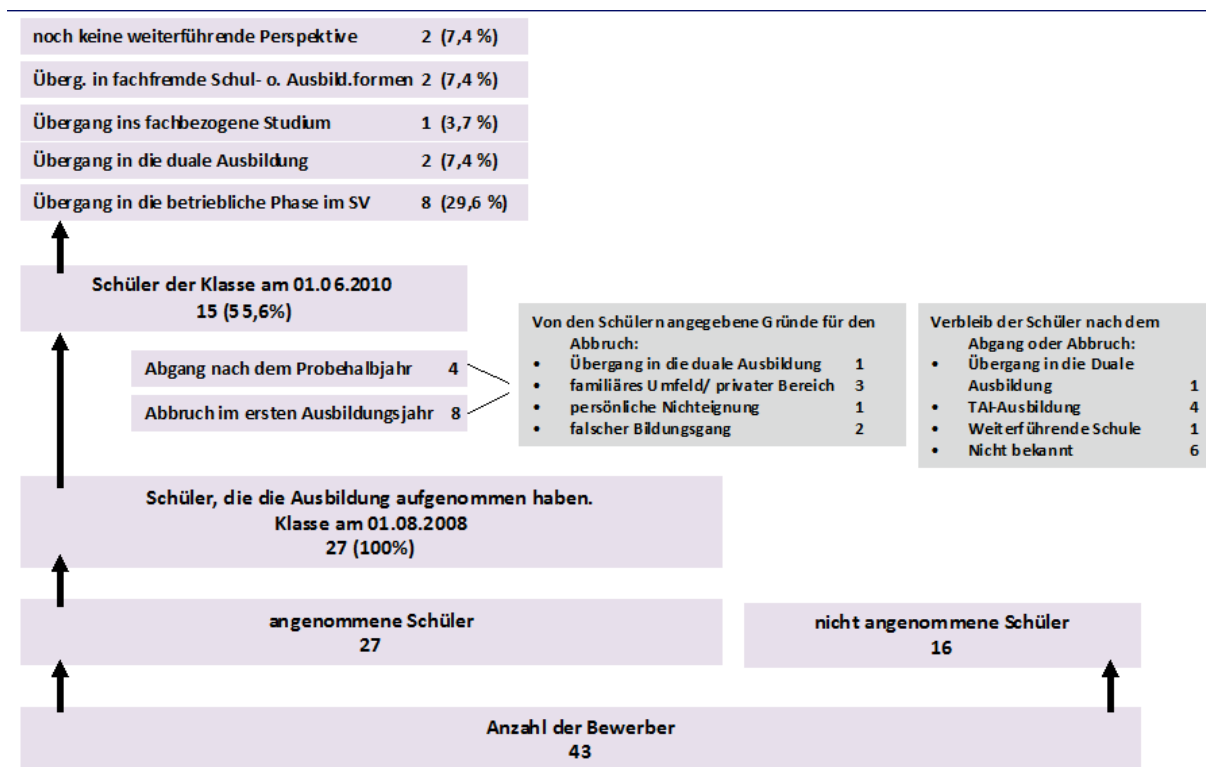 noch keine weiterführende Perspektive 2 (7,4 %)
Überg. in fachfremde Schul- o. Ausbild.formen 2 (7,4 %)
Übergang ins fachbezogene Studium 1 (3,7 %)
Übergang in die duale Ausbildung 2 (7,4 %)
Übergang in die betriebliche Phase im SV 8 (29,6 %)
Schüler der Klasse am 01.06.2010
15 (55,6%)
Abgang nach dem Probehalbjahr 4
Abbruch im ersten Ausbildungsjahr 8
Von den Schülern angegebene Gründe für den
Abbruch:
• Übergang in die duale Ausbildung 1
• familiäres Umfeld/ privater Bereich 3
• persönliche Nichteignung 1
• falscher Bildungsgang 2
Verbleib der Schüler nach dem
Abgang oder Abbruch:
• Übergang in die Duale
Ausbildung 1
• TAI-Ausbildung 4
• Weiterführende Schule 1
• Nicht bekannt 6
Schüler, die die Ausbildung aufgenommen haben.
Klasse am 01.08.2008
27 (100%)
angenommene Schüler
27
nicht angenommene Schüler
16
Anzahl der Bewerber
43